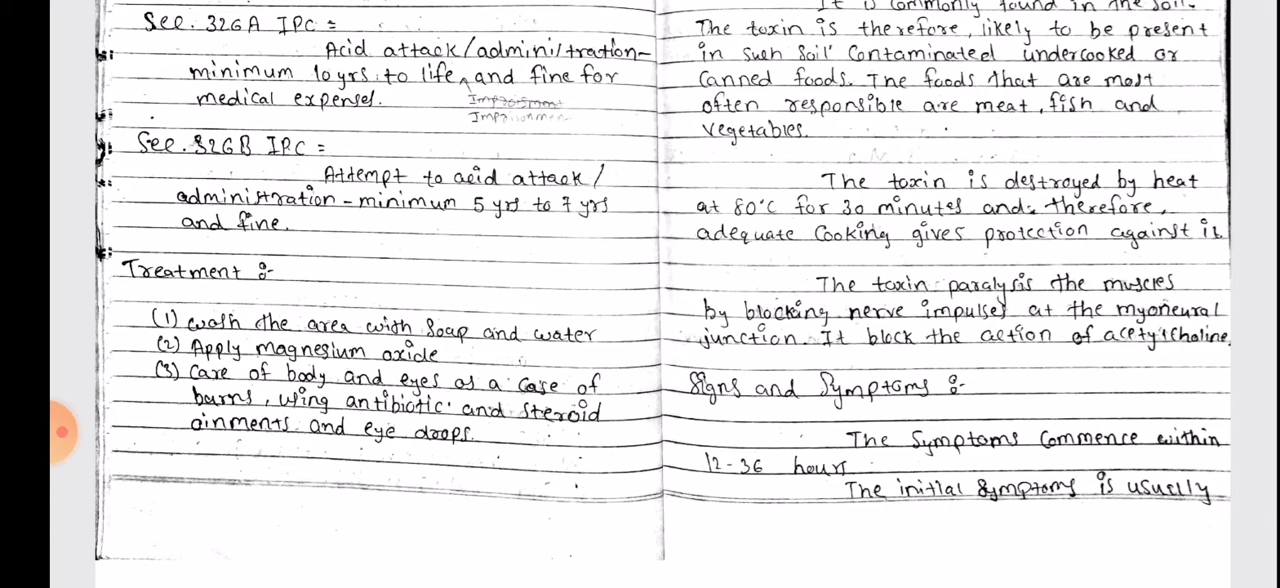 Sec. 326A IPC =
Acid attack/administration-
minimum 10yrs to life, and fine for
medical expenses.
Imprisonment
Sec. 326B IPC =
Attempt to acid attack/
administration - minimum 5 yrs to 7 yrs
and fine.
Treatment :-
(1) wash the area with soap and water
(2) Apply magnesium oxide
(3) Care of body and eyes as a case of
burns, using antibiotic and steroid
oinments and eye drops.
It is commonly found in the soil.
The toxin is therefore, likely to be present
in such soil contaminated undercooked or
canned foods. The foods that are most
often responsible are meat, fish and
vegetables.
The toxin is destroyed by heat
at 80°C for 30 minutes and, therefore,
adequate cooking gives protection against it
The toxin paralysis the muscles
by blocking nerve impulses at the myoneural
junction. It block the action of acetylcholine.
Signs and Symptoms :-
The Symptoms commence within
12-36 hours
The initial symptoms is usually